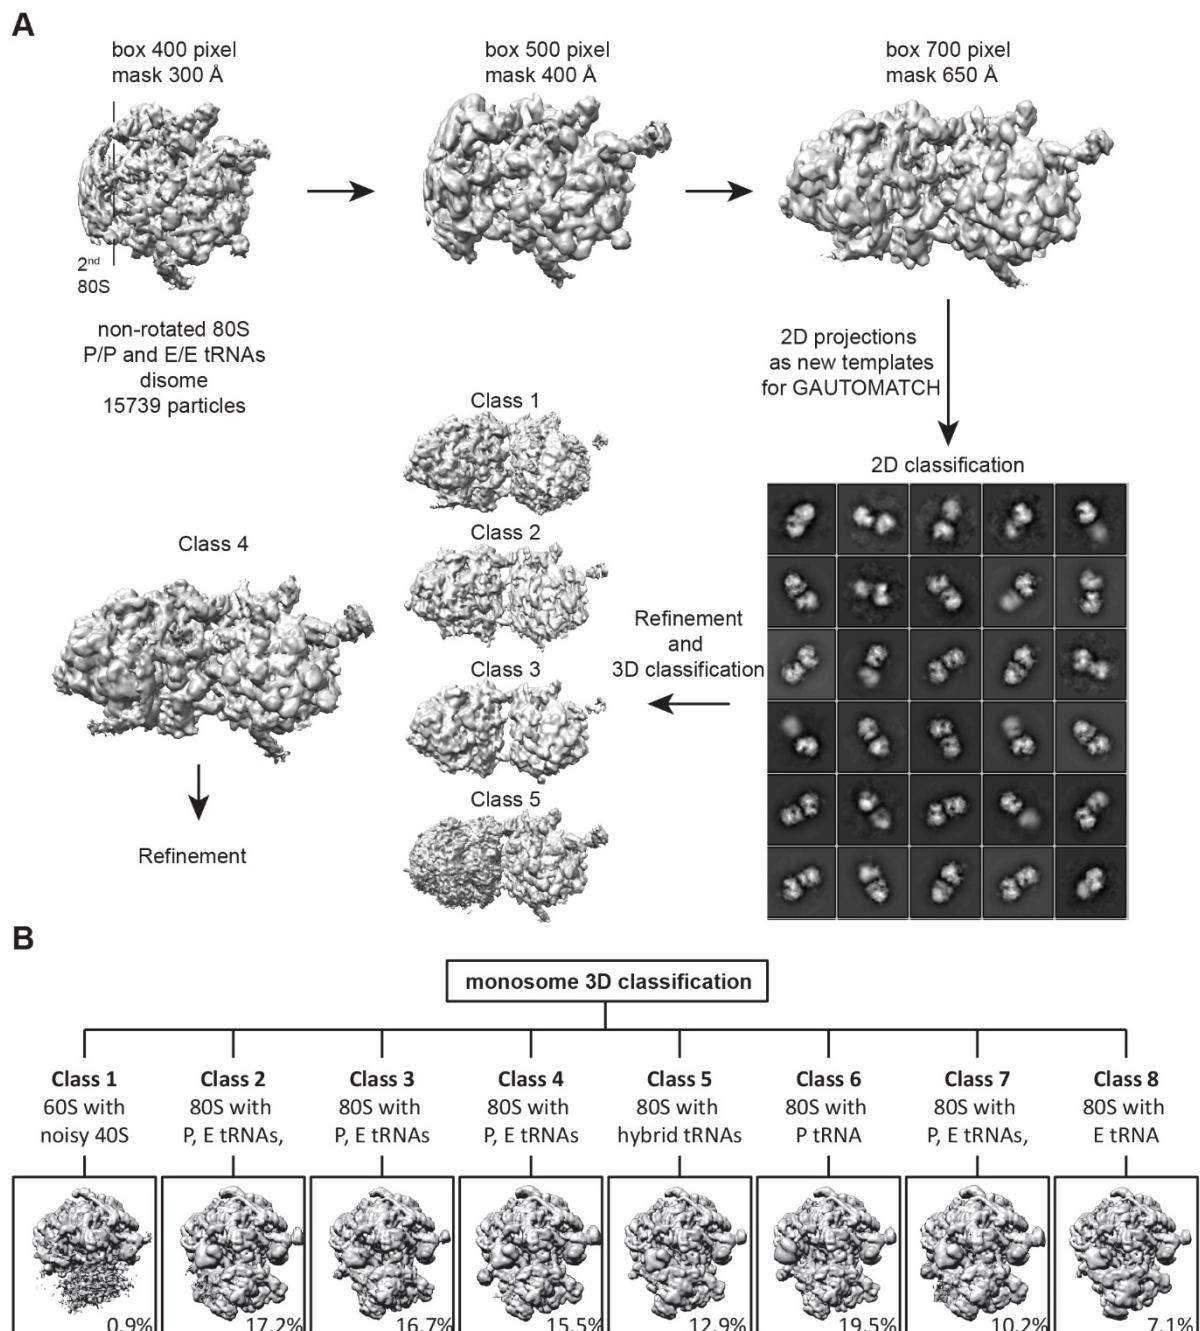 A
box 400 pixel
mask 300 Å
box 500 pixel
mask 400 Å
box 700 pixel
mask 650 Å
2nd
80S
non-rotated 80S
P/P and E/E tRNAs
disome
15739 particles
2D projections
as new templates
for GAUTOMATCH
2D classification
Refinement
and
3D classification
Class 1
Class 2
Class 3
Class 5
Class 4
Refinement
B
monosome 3D classification
Class 1
60S with
noisy 40S
0.9%
Class 2
80S with
P, E tRNAs,
17.2%
Class 3
80S with
P, E tRNAs
16.7%
Class 4
80S with
P, E tRNAs
15.5%
Class 5
80S with
hybrid tRNAs
12.9%
Class 6
80S with
P tRNA
19.5%
Class 7
80S with
P, E tRNAs,
10.2%
Class 8
80S with
E tRNA
7.1%